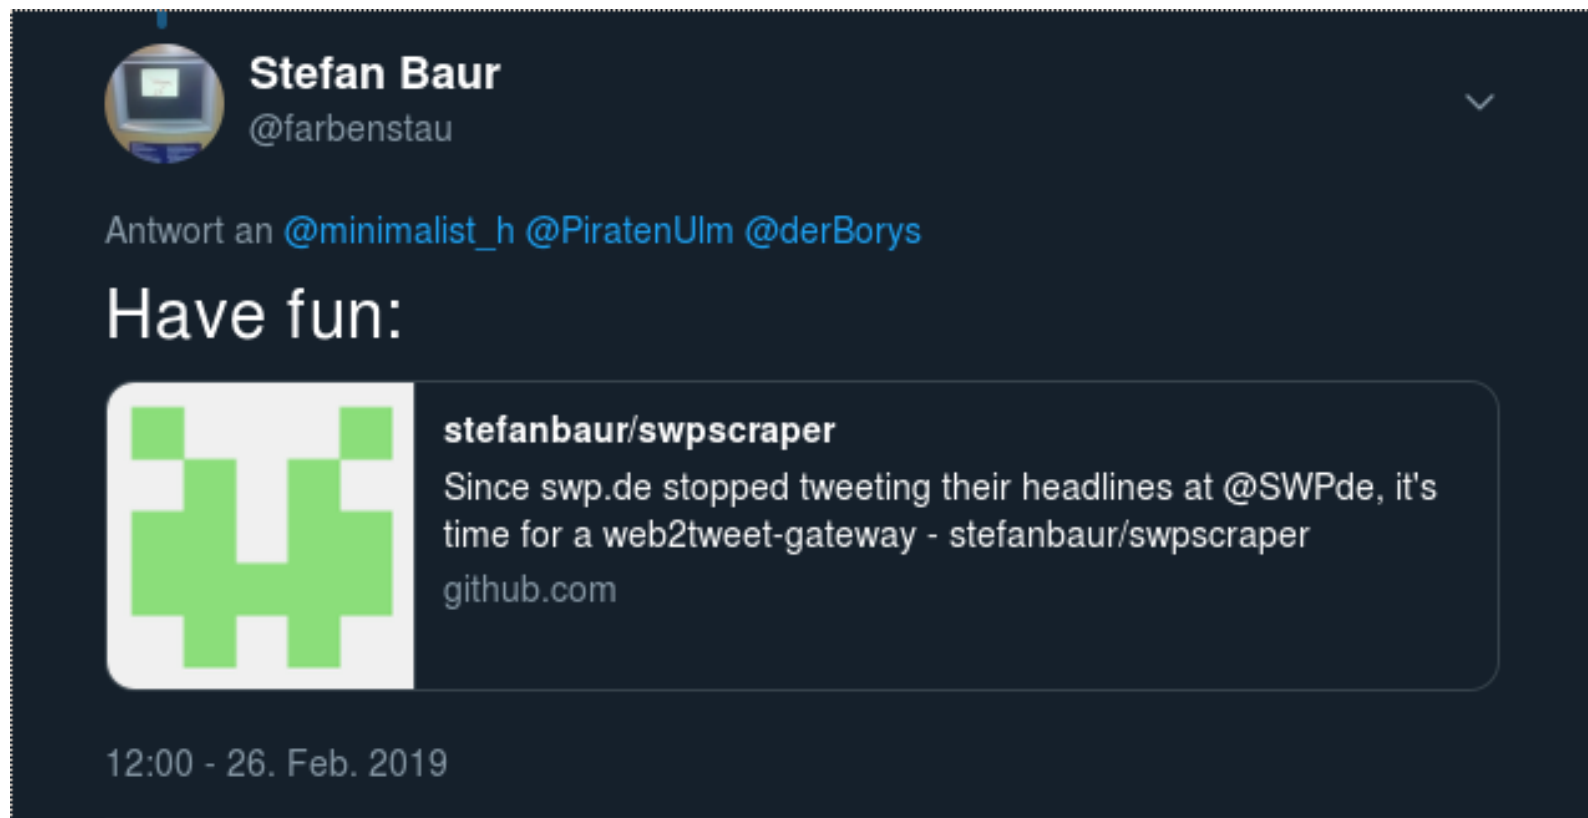 Stefan Baur
@farbenstau
Antwort an @minimalist_h @PiratenUlm @derBorys
Have fun:
stefanbaur/swpscraper
Since swp.de stopped tweeting their headlines at @SWPde, it's
time for a web2tweet-gateway - stefanbaur/swpscraper
github.com
12:00 - 26. Feb. 2019